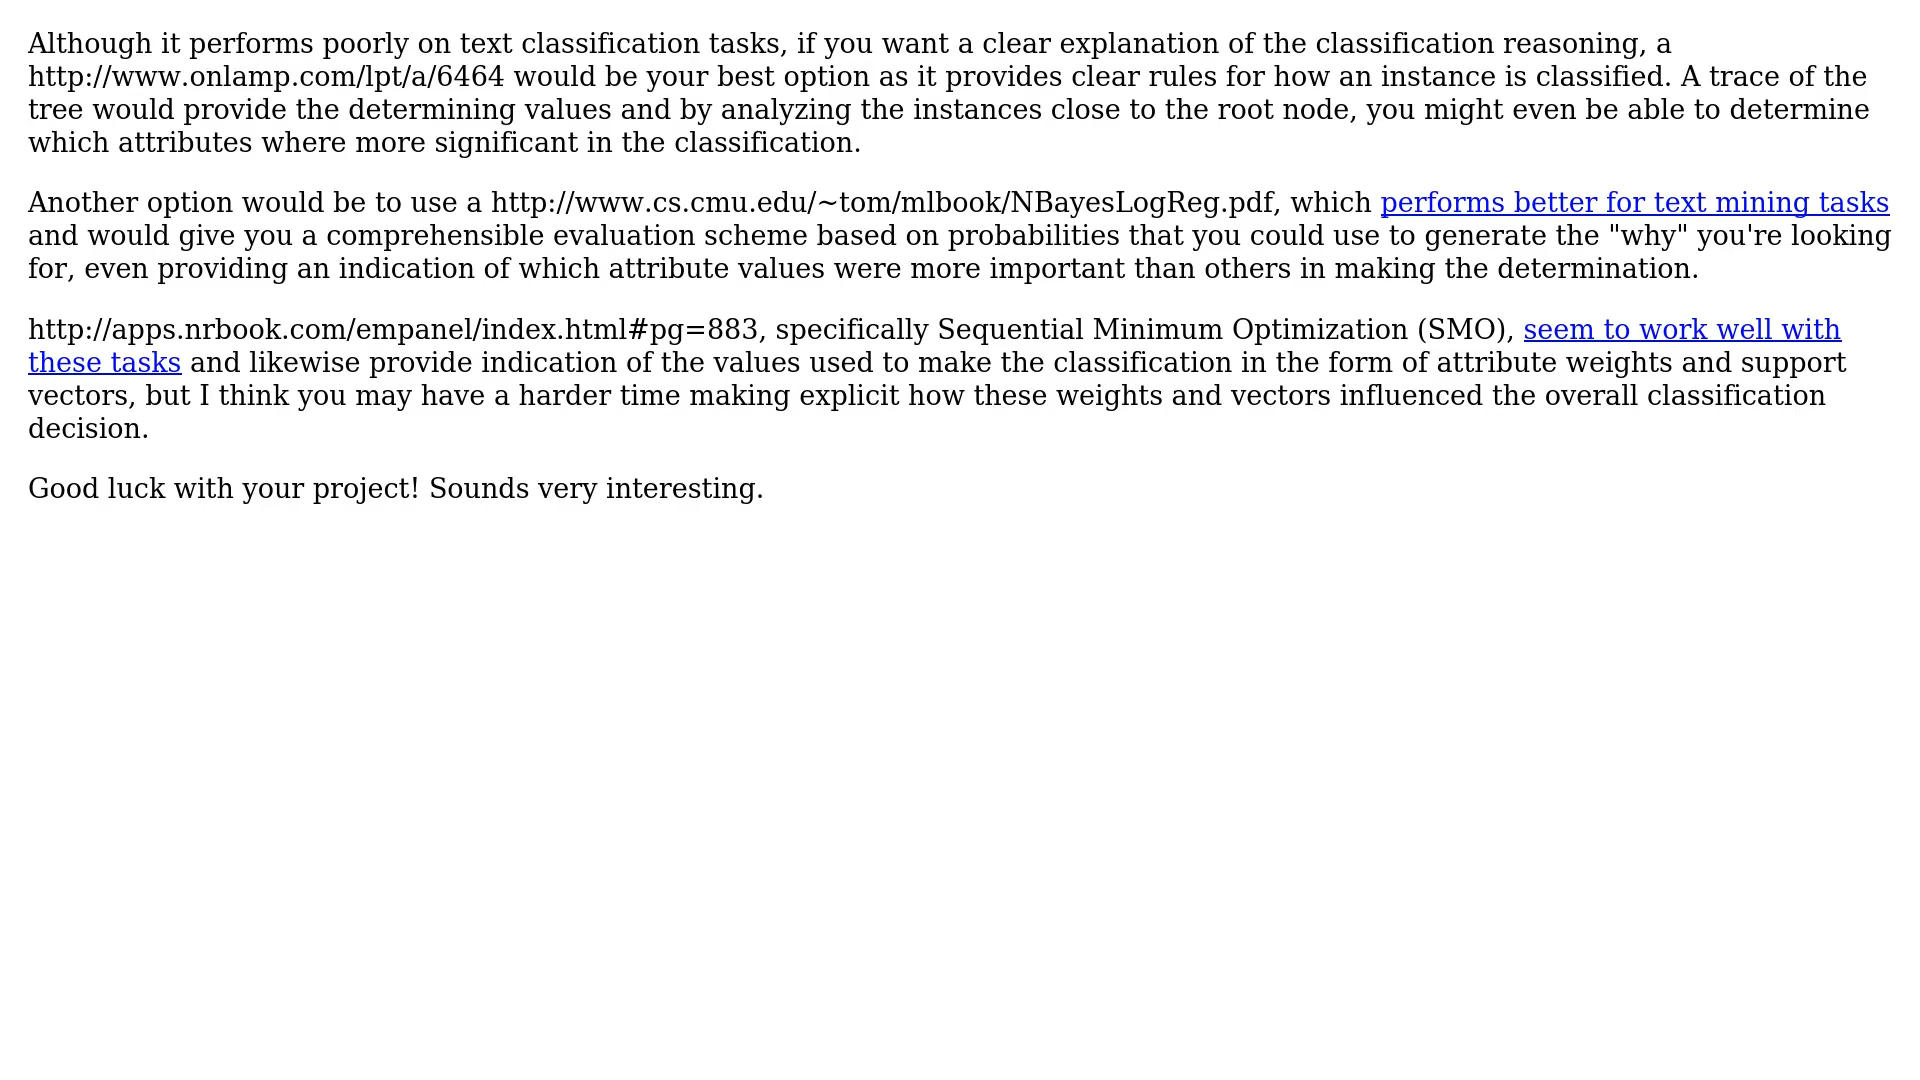 Although it performs poorly on text classification tasks, if you want a clear explanation of the classification reasoning, a
http://www.onlamp.com/lpt/a/6464 would be your best option as it provides clear rules for how an instance is classified. A trace of the
tree would provide the determining values and by analyzing the instances close to the root node, you might even be able to determine
which attributes where more significant in the classification.
Another option would be to use a http://www.cs.cmu.edu/~tom/mlbook/NBayesLogReg.pdf, which performs better for text mining tasks
and would give you a comprehensible evaluation scheme based on probabilities that you could use to generate the "why" you're looking
for, even providing an indication of which attribute values were more important than others in making the determination.
http://apps.nrbook.com/empanel/index.html#pg=883, specifically Sequential Minimum Optimization (SMO), seem to work well with
these tasks and likewise provide indication of the values used to make the classification in the form of attribute weights and support
vectors, but I think you may have a harder time making explicit how these weights and vectors influenced the overall classification
decision.
Good luck with your project! Sounds very interesting.